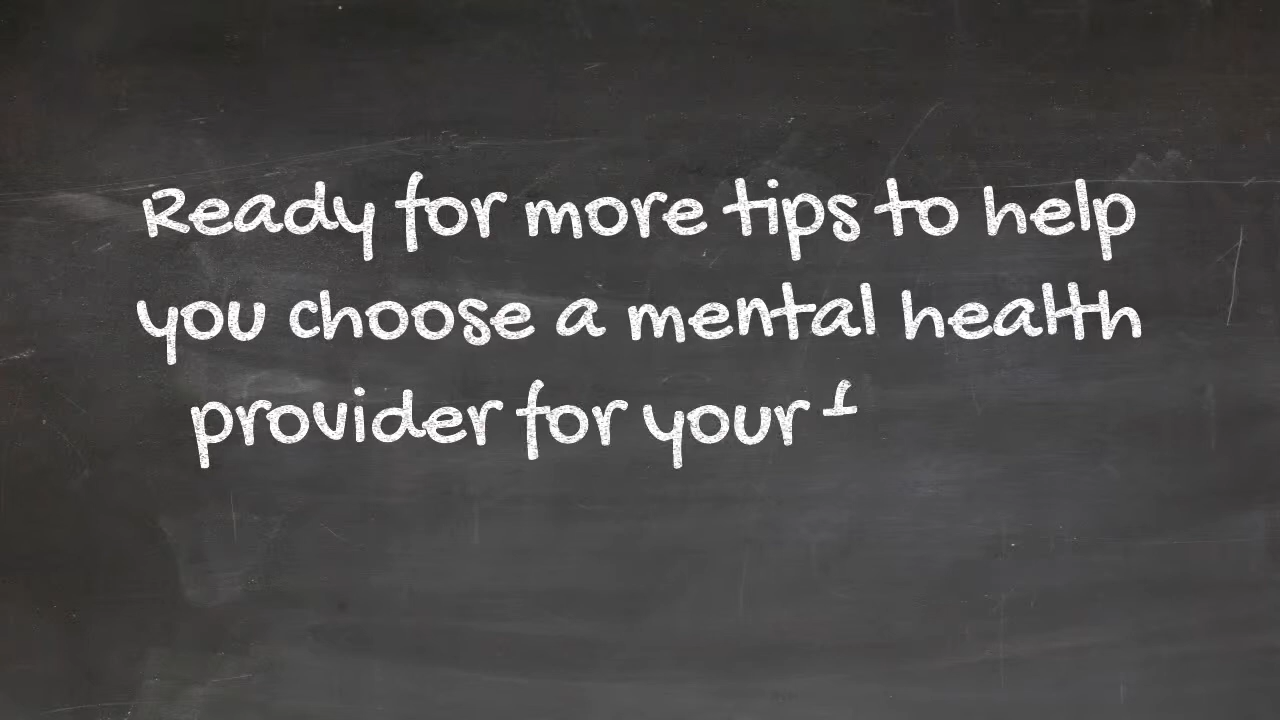 Ready for more tips to help
you choose a mental health
provider for your